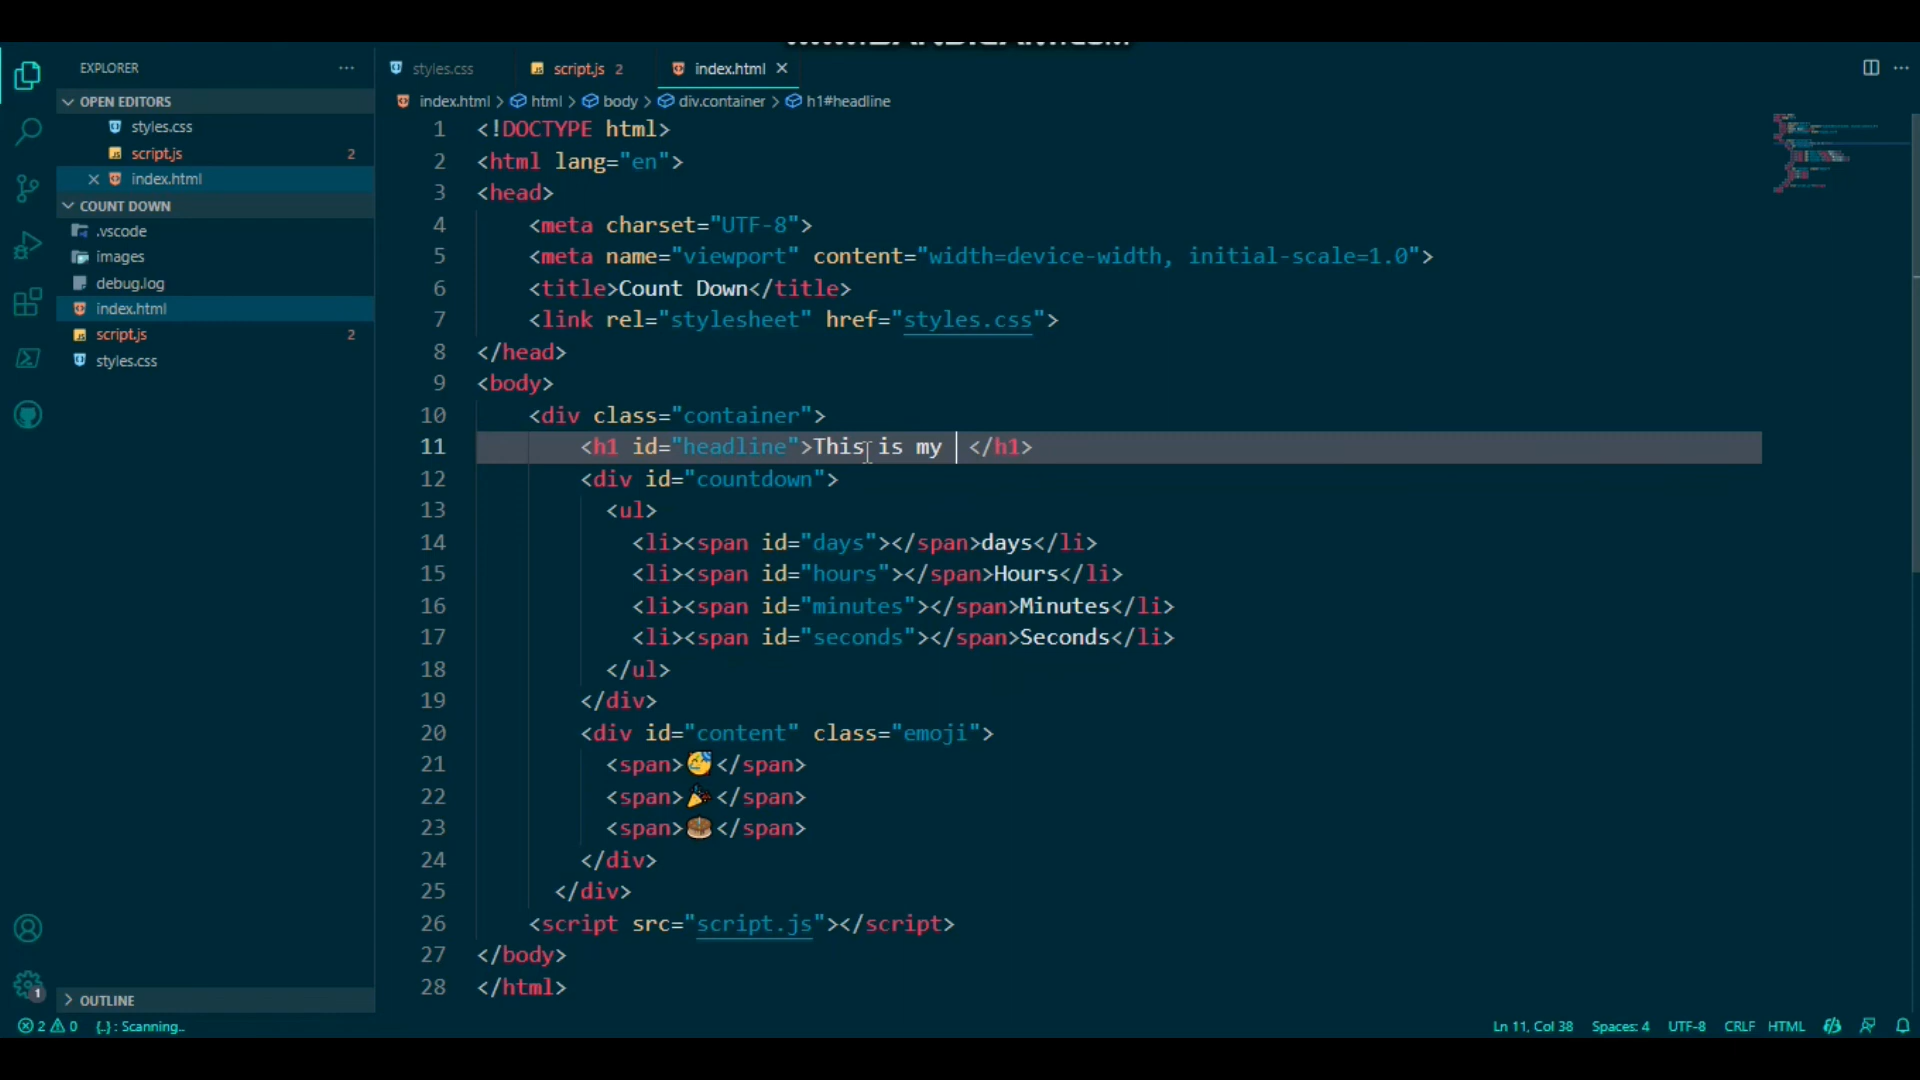 EXPLORER
OPEN EDITORS
styles.css
script.js 2
index.html
COUNT DOWN
.vscode
images
debug.log
index.html
script.js 2
styles.css
OUTLINE
styles.css script.js 2 index.html
index.html > html > body > div.container > h1#headline
1 <!DOCTYPE html>
2 <html lang="en">
3 <head>
4 <meta charset="UTF-8">
5 <meta name="viewport" content="width=device-width, initial-scale=1.0">
6 <title>Count Down</title>
7 <link rel="stylesheet" href="styles.css">
8 </head>
9 <body>
10 <div class="container">
11 <h1 id="headline">This is my </h1>
12 <div id="countdown">
13 <ul>
14 <li><span id="days"></span>days</li>
15 <li><span id="hours"></span>Hours</li>
16 <li><span id="minutes"></span>Minutes</li>
17 <li><span id="seconds"></span>Seconds</li>
18 </ul>
19 </div>
20 <div id="content" class="emoji">
21 <span>🥳</span>
22 <span>🎉</span>
23 <span>🎂</span>
24 </div>
25 </div>
26 <script src="script.js"></script>
27 </body>
28 </html>
1
2 0 {..} : Scanning.. Ln 11, Col 38 Spaces: 4 UTF-8 CRLF HTML